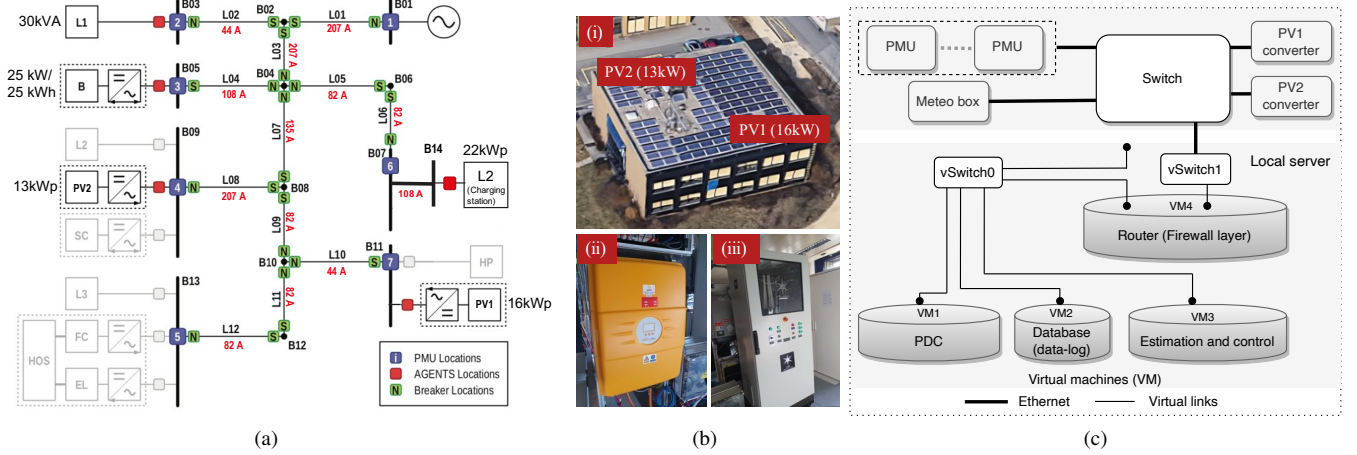 B03
L02
B02
L01
B01
30kVA
L1
2
S
S
N
1
44 A
207 A
S
L03
207 A
25 kW/
25 kWh
B05
L04
B04
L05
B06
B
3
S
N
N
N
S
108 A
82 A
N
S
L06
82 A
N
L07
135 A
B09
L2
13kWp
PV2
4
N
L08
S
S
B08
207 A
S
SC
B07
6
B14
22kWp
L2
(Charging
station)
108 A
L09
82 A
N
B10
N
L10
S
B11
7
HP
44 A
N
PV1
16kWp
L11
82 A
S
B13
L3
HOS
FC
EL
5
N
L12
S
B12
82 A
i PMU Locations
AGENTS Locations
N Breaker Locations
(a)
(i)
PV2 (13kW)
PV1 (16kW)
(ii)
(iii)
(b)
(c)
PMU
PMU
Switch
PV1
converter
PV2
converter
Meteo box
Local server
vSwitch0
vSwitch1
VM4
Router (Firewall layer)
VM1
PDC
VM2
Database
(data-log)
VM3
Estimation and control
Virtual machines (VM)
Ethernet
Virtual links